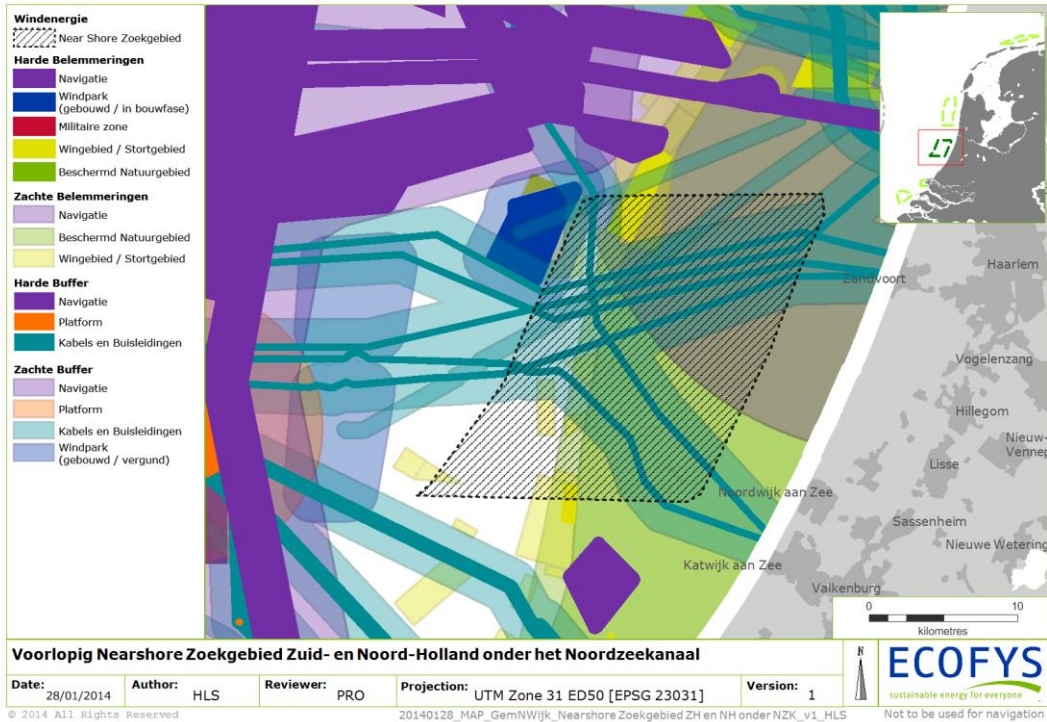 Windenergie
Near Shore Zoekgebied
Harde Belemmeringen
Navigatie
Windpark
(gebouwd / in bouwfase)
Militaire zone
Wingebied / Stortgebied
Beschermd Natuurgebied
Zachte Belemmeringen
Navigatie
Beschermd Natuurgebied
Wingebied / Stortgebied
Harde Buffer
Navigatie
Platform
Kabels en Buisleidingen
Zachte Buffer
Navigatie
Platform
Kabels en Buisleidingen
Windpark
(gebouwd / vergund)
Haarlem
Zandvoort
Vogelenzang
Hillegom
Nieuw-
Vennep
Lisse
Noordwijk aan Zee
Sassenheim
Nieuwe Wetering
Katwijk aan Zee
Valkenburg
0 10
kilometres
Voorlopig Nearshore Zoekgebied Zuid- en Noord-Holland onder het Noordzeekanaal
N
ECOFYS
sustainable energy for everyone
Date: 28/01/2014 Author: HLS Reviewer: PRO Projection: UTM Zone 31 ED50 [EPSG 23031] Version: 1
© 2014 All Rights Reserved 20140128_MAP_GemNWijk_Nearshore Zoekgebied ZH en NH onder NZK_v1_HLS Not to be used for navigation